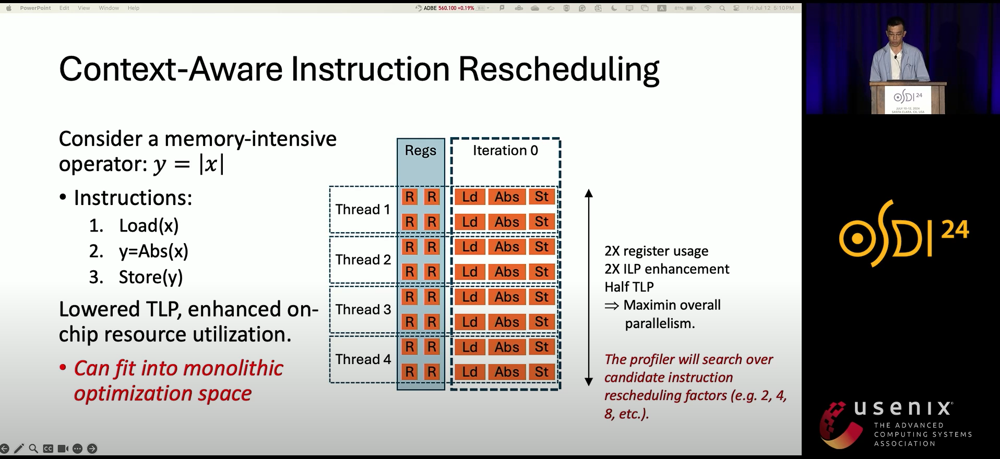 PowerPoint Edit View Window Help
ADBE 560.100 +0.19%
A
81%
Fri Jul 12 5:10PM
Context-Aware Instruction Rescheduling
Consider a memory-intensive
operator: y = |x|
• Instructions:
1. Load(x)
2. y=Abs(x)
3. Store(y)
Lowered TLP, enhanced on-
chip resource utilization.
• Can fit into monolithic
optimization space
Regs
Iteration 0
Thread 1
R R Ld Abs St
R R Ld Abs St
Thread 2
R R Ld Abs St
R R Ld Abs St
Thread 3
R R Ld Abs St
R R Ld Abs St
Thread 4
R R Ld Abs St
R R Ld Abs St
2X register usage
2X ILP enhancement
Half TLP
⇒ Maximin overall
parallelism.
The profiler will search over
candidate instruction
rescheduling factors (e.g. 2, 4,
8, etc.).
CC
OSDI 24
JULY 10-12, 2024
SANTA CLARA, CA, USA
OSDI 24
usenix
THE ADVANCED
COMPUTING SYSTEMS
ASSOCIATION